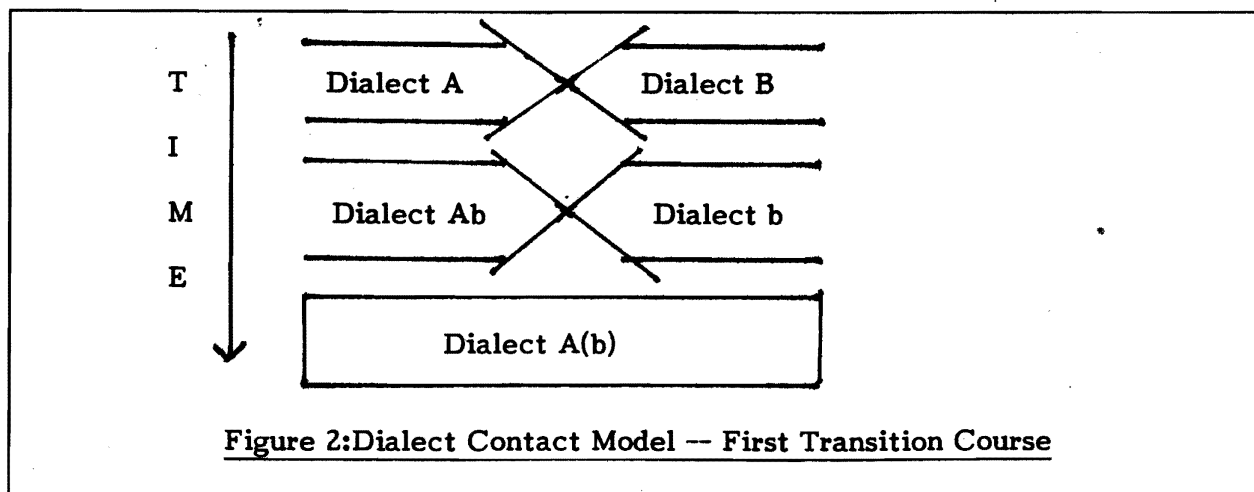 T
Dialect A
Dialect B
I
M
Dialect Ab
Dialect b
E
Dialect A(b)
Figure 2:Dialect Contact Model -- First Transition Course